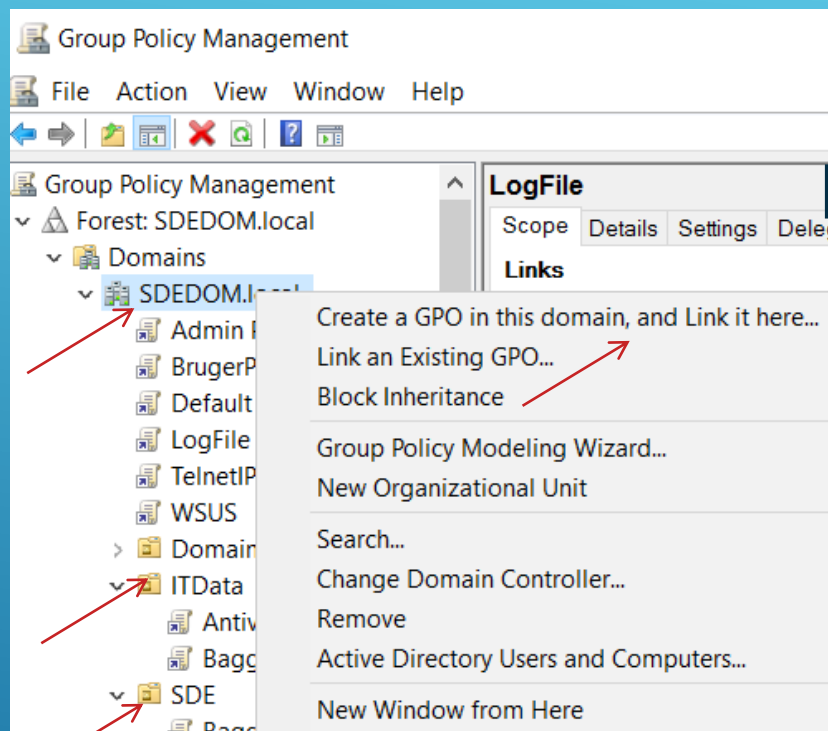 Group Policy Management
File Action View Window Help
Group Policy Management
Forest: SDEDOM.local
Domains
SDEDOM.local
Admin
BrugerP
Default
LogFile
TelnetIP
WSUS
Domain
ITData
Antiv
Bagg
SDE
LogFile
Scope Details Settings Deleg
Links
Create a GPO in this domain, and Link it here...
Link an Existing GPO...
Block Inheritance
Group Policy Modeling Wizard...
New Organizational Unit
Search...
Change Domain Controller...
Remove
Active Directory Users and Computers...
New Window from Here